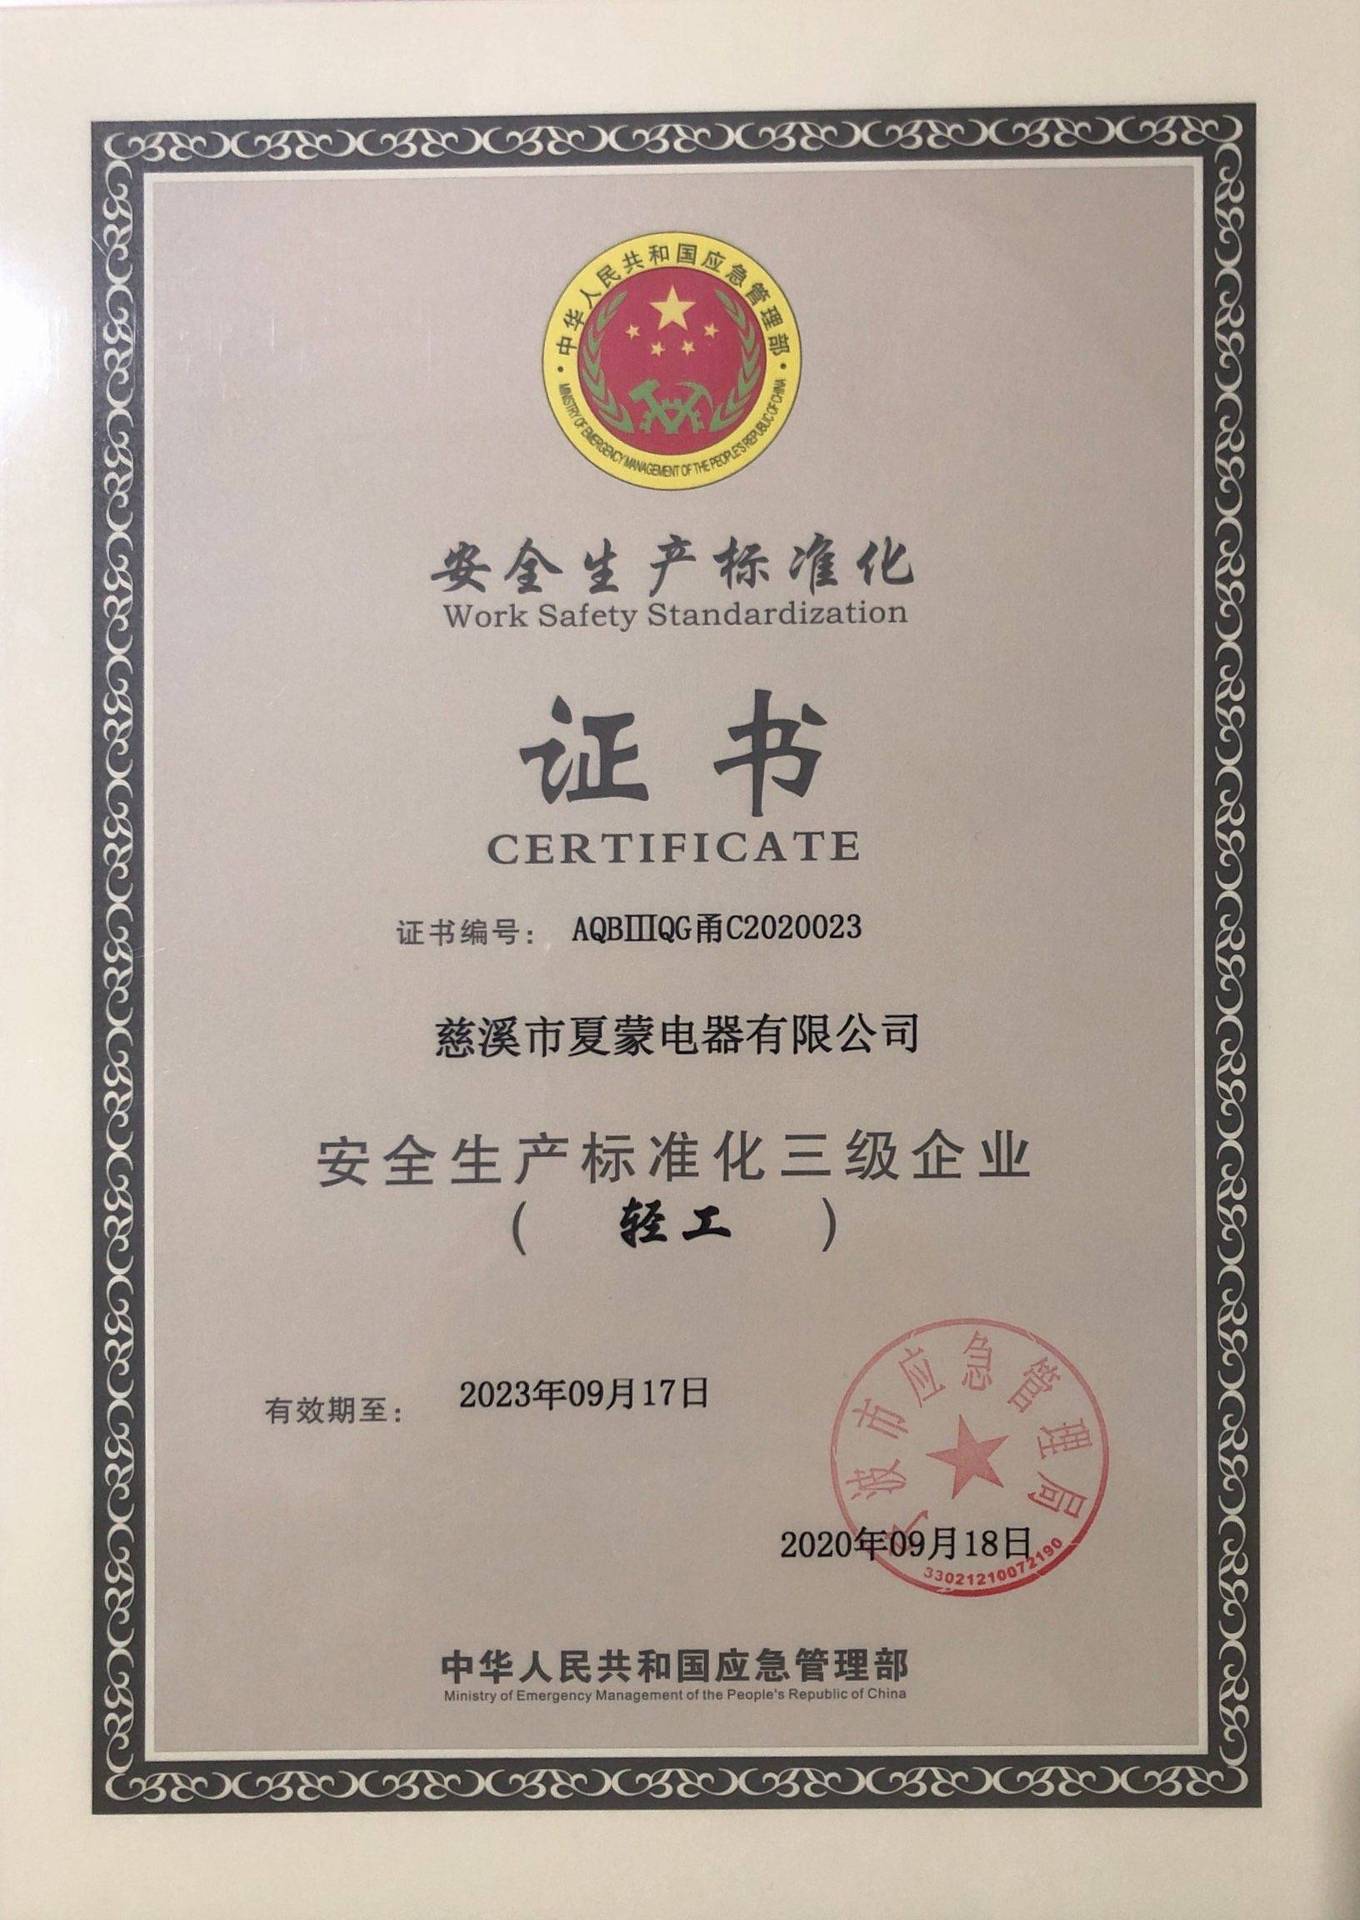 中华人民共和国应急管理部
MINISTRY OF EMERGENCY MANAGEMENT OF THE PEOPLE'S REPUBLIC OF CHINA
安全生产标准化
Work Safety Standardization
证书
CERTIFICATE
证书编号： AQBⅢQG甬C2020023
慈溪市夏蒙电器有限公司
安全生产标准化三级企业
（ 轻工 ）
有效期至： 2023年09月17日
宁波市应急管理局
2020年09月18日
33021210072190
中华人民共和国应急管理部
Ministry of Emergency Management of the People's Republic of China